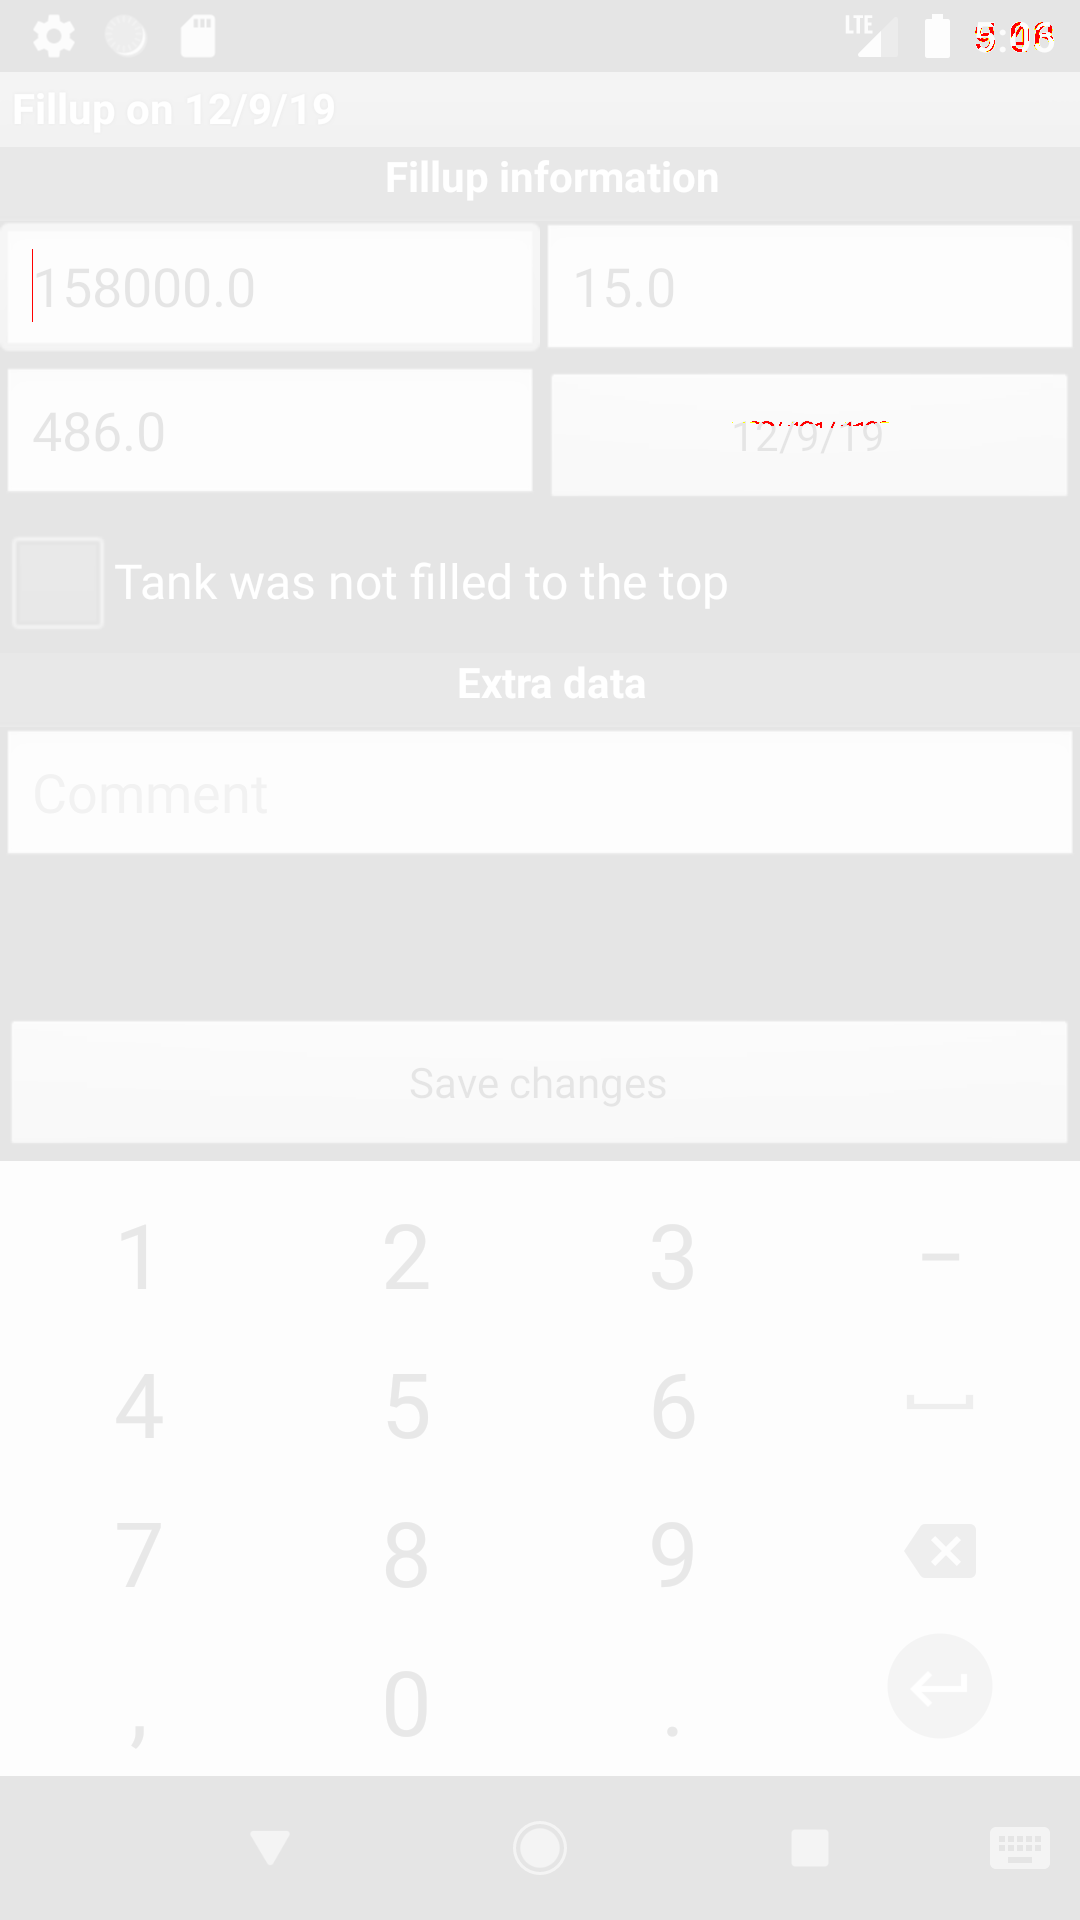 LTE
Fillup on 12/9/19
Fillup information
158000.0 15.0
486.0 12/9/19
Tank was not filled to the top
Extra data
Comment
Save changes
1 2 3 –
4 5 6
7 8 9
, 0 .